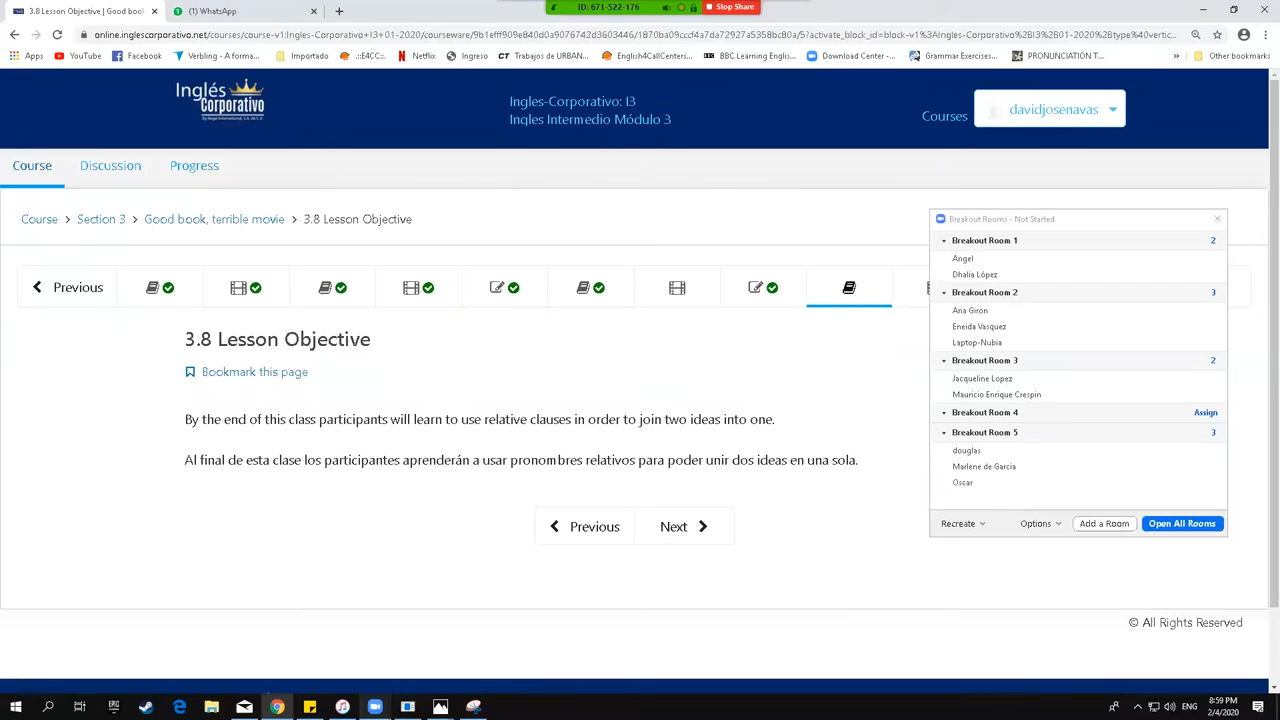 3.8 Lesson Objective | Good boo
(1) WhatsApp
ID: 671-522-176
Stop Share
online.inglescorporativo.net/courses/course-v1:Ingles-Corporativo+I3+01-2020/courseware/9b1efff909e840d0a9076742d3603446/1B70ba09ccf4a7da72927a5358bc80a/5?activate_block_id=block-v1%3AIngles-Corporativo%2BI3%2B01-2020%2Btype%40vertic...
Apps
YouTube
Facebook
Verbling - A forma...
Importado
.::E4CC::.
Netflix
Ingreso
CT Trabajos de URBAN...
English4CallCenters...
BBC Learning Englis...
Download Center -...
Grammar Exercises...
PRONUNCIATION T...
Other bookmarks
Inglés
Corporativo
Ingles-Corporativo: I3
Ingles Intermedio Módulo 3
Courses
davidjosenavas
Course
Discussion
Progress
Course > Section 3 > Good book, terrible movie > 3.8 Lesson Objective
Previous
3.8 Lesson Objective
Bookmark this page
By the end of this class participants will learn to use relative clauses in order to join two ideas into one.
Al final de esta clase los participantes aprenderán a usar pronombres relativos para poder unir dos ideas en una sola.
Previous
Next
Breakout Rooms - Not Started
Breakout Room 1 2
Angel
Dhalia López
Breakout Room 2 3
Ana Giron
Eneida Vasquez
Laptop-Nubia
Breakout Room 3 2
Jacqueline Lopez
Mauricio Enrique Crespin
Breakout Room 4 Assign
Breakout Room 5 3
douglas
Marlene de Garcia
Oscar
Recreate
Options
Add a Room
Open All Rooms
© All Rights Reserved
ENG
8:59 PM
2/4/2020